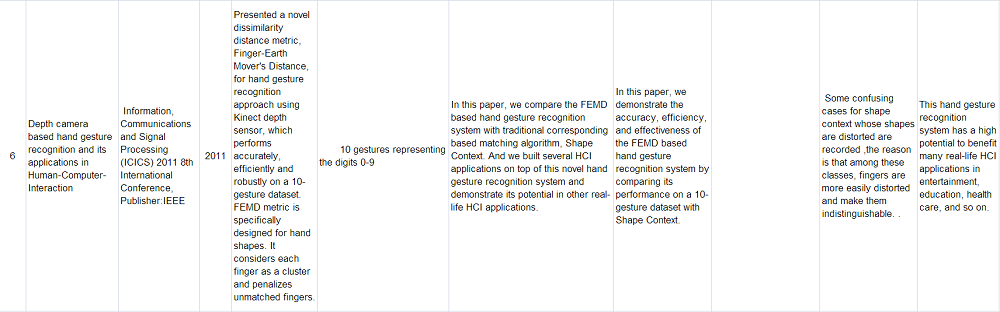 6
Depth camera
based hand gesture
recognition and its
applications in
Human-Computer-
Interaction
Information,
Communications
and Signal
Processing
(ICICS) 2011 8th
International
Conference,
Publisher:IEEE
2011
Presented a novel
dissimilarity
distance metric,
Finger-Earth
Mover's Distance,
for hand gesture
recognition
approach using
Kinect depth
sensor, which
performs
accurately,
efficiently and
robustly on a 10-
gesture dataset.
FEMD metric is
specifically
designed for hand
shapes. It
considers each
finger as a cluster
and penalizes
unmatched fingers.
10 gestures representing
the digits 0-9
In this paper, we compare the FEMD
based hand gesture recognition
system with traditional corresponding
based matching algorithm, Shape
Context. And we built several HCI
applications on top of this novel hand
gesture recognition system and
demonstrate its potential in other real-
life HCI applications.
In this paper, we
demonstrate the
accuracy, efficiency,
and effectiveness of
the FEMD based
hand gesture
recognition system by
comparing its
performance on a 10-
gesture dataset with
Shape Context.
Some confusing
cases for shape
context whose shapes
are distorted are
recorded ,the reason
is that among these
classes, fingers are
more easily distorted
and make them
indistinguishable. .
This hand gesture
recognition
system has a high
potential to benefit
many real-life HCI
applications in
entertainment,
education, health
care, and so on.